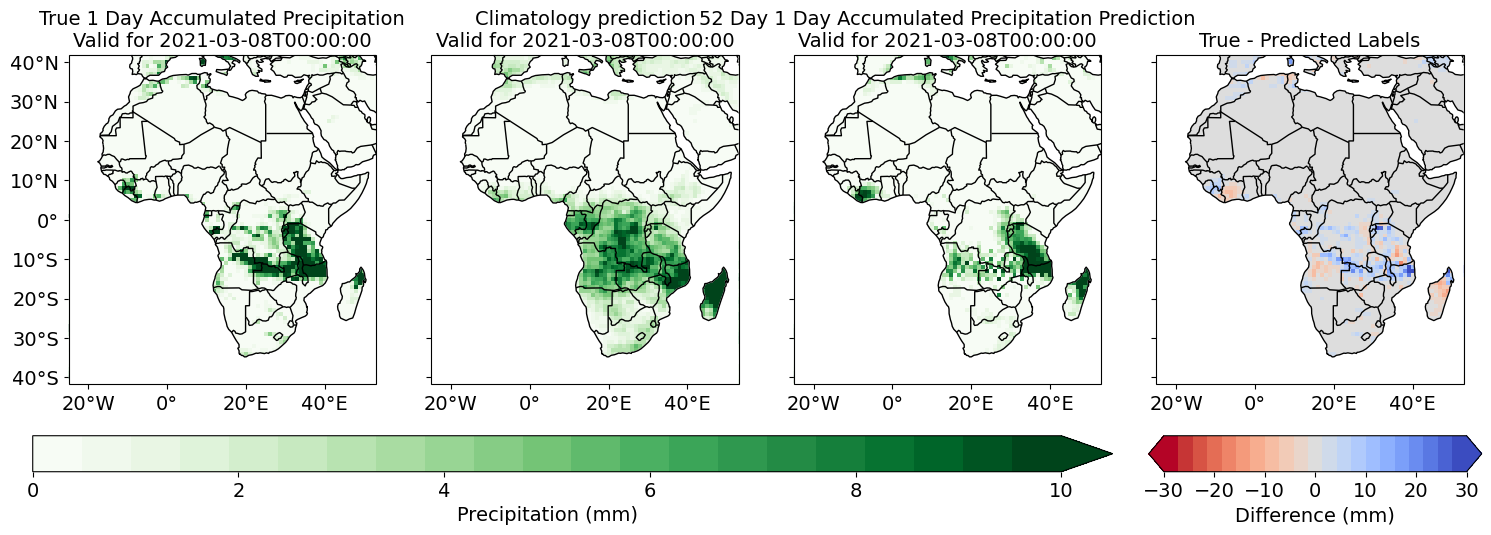 True 1 Day Accumulated Precipitation
Valid for 2021-03-08T00:00:00
Climatology prediction
Valid for 2021-03-08T00:00:00
52 Day 1 Day Accumulated Precipitation Prediction
Valid for 2021-03-08T00:00:00
True - Predicted Labels
40°N
30°N
20°N
10°N
0°
10°S
20°S
30°S
40°S
20°W 0° 20°E 40°E
20°W 0° 20°E 40°E
20°W 0° 20°E 40°E
20°W 0° 20°E 40°E
0 2 4 6 8 10
Precipitation (mm)
−30 −20 −10 0 10 20 30
Difference (mm)